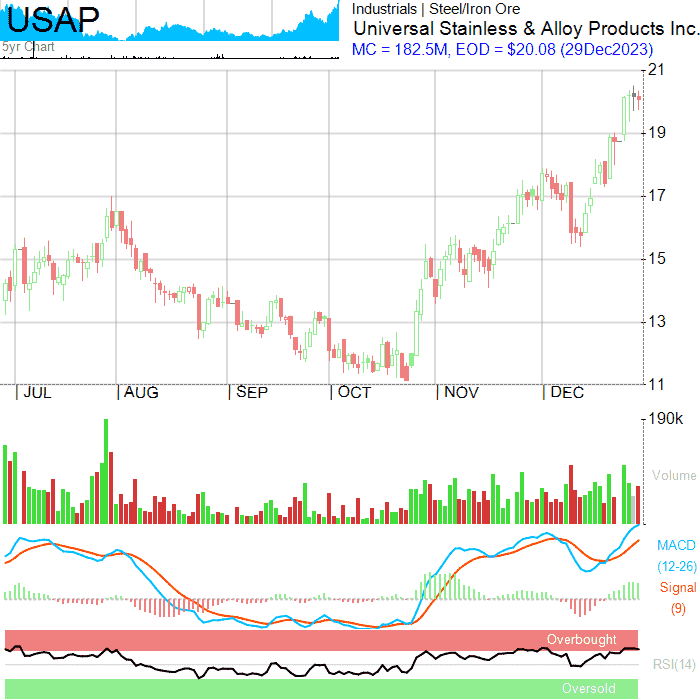 USAP
5yr Chart
Industrials | Steel/Iron Ore
Universal Stainless & Alloy Products Inc.
MC = 182.5M, EOD = $20.08 (29Dec2023)
21
19
17
15
13
11
| JUL | AUG | SEP | OCT | NOV | DEC
190k
Volume
MACD
(12-26)
Signal
(9)
Overbought
RSI(14)
Oversold